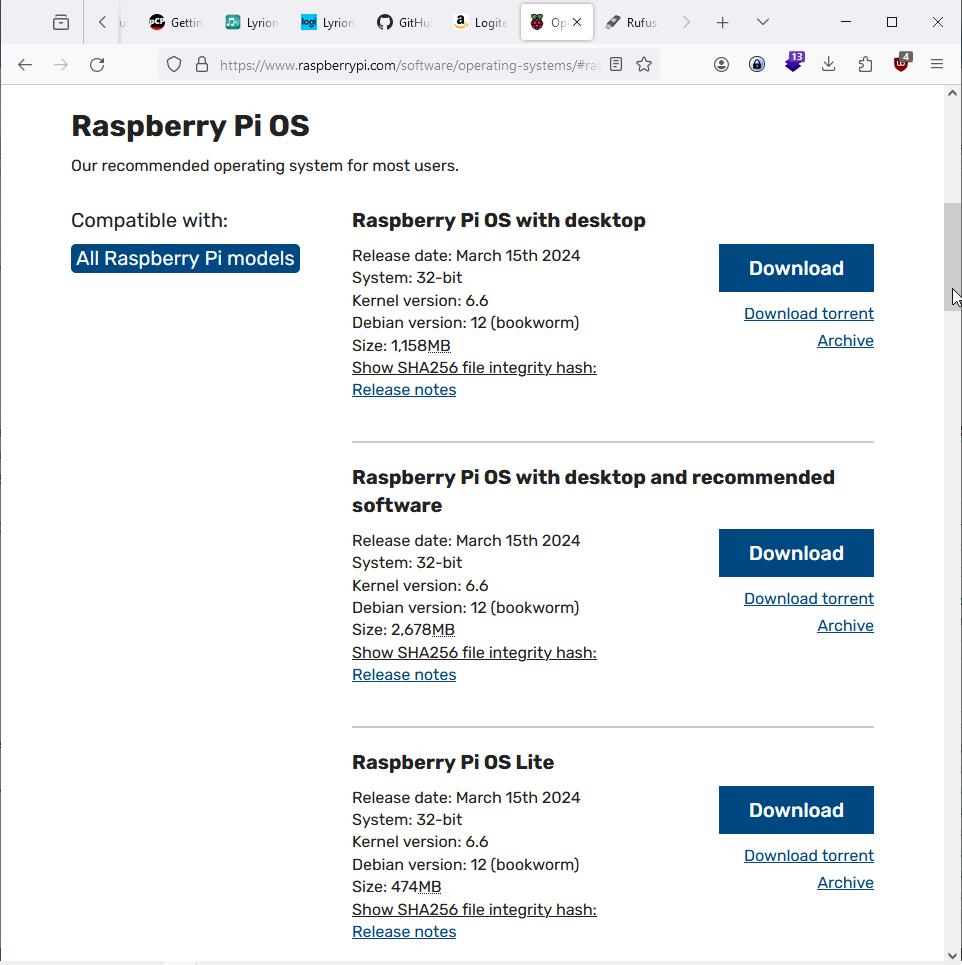 Gettin
Lyrion
Lyrion
GitHu
Logite
Op
Rufus
https://www.raspberrypi.com/software/operating-systems/#ras
13
4
Raspberry Pi OS
Our recommended operating system for most users.
Compatible with:
All Raspberry Pi models
Raspberry Pi OS with desktop
Release date: March 15th 2024
System: 32-bit
Kernel version: 6.6
Debian version: 12 (bookworm)
Size: 1,158MB
Show SHA256 file integrity hash:
Release notes
Download
Download torrent
Archive
Raspberry Pi OS with desktop and recommended
software
Release date: March 15th 2024
System: 32-bit
Kernel version: 6.6
Debian version: 12 (bookworm)
Size: 2,678MB
Show SHA256 file integrity hash:
Release notes
Download
Download torrent
Archive
Raspberry Pi OS Lite
Release date: March 15th 2024
System: 32-bit
Kernel version: 6.6
Debian version: 12 (bookworm)
Size: 474MB
Show SHA256 file integrity hash:
Release notes
Download
Download torrent
Archive